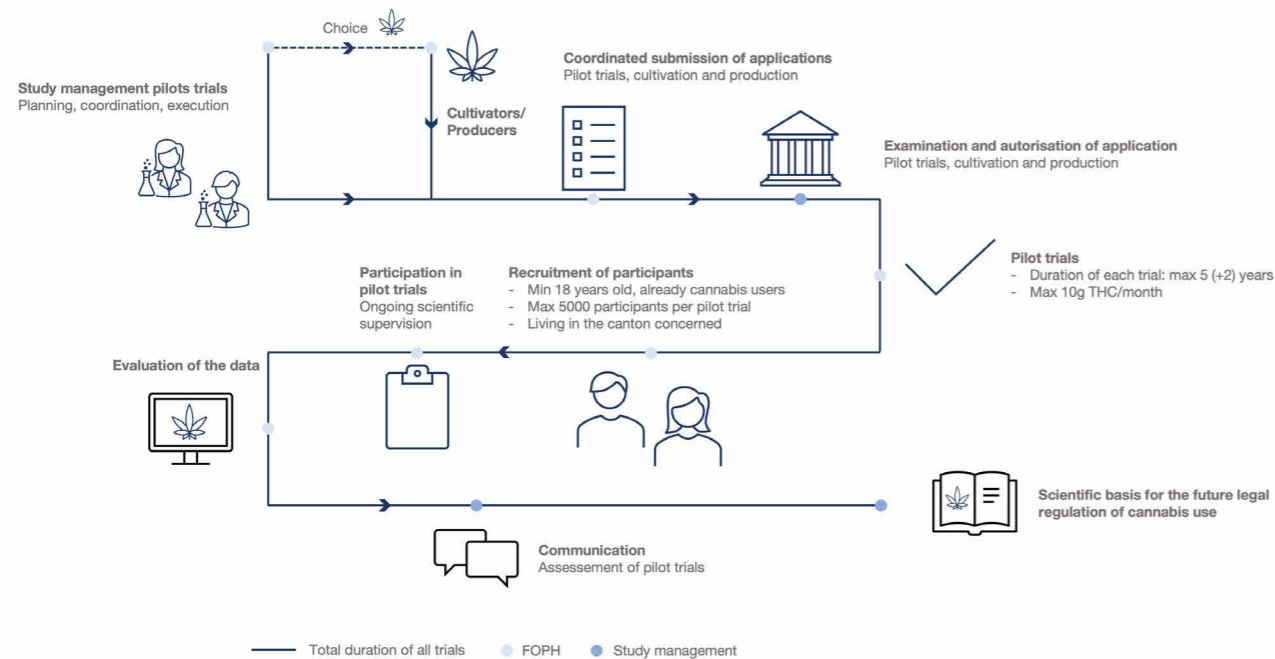 Choice
Study management pilots trials
Planning, coordination, execution
Cultivators/
Producers
Coordinated submission of applications
Pilot trials, cultivation and production
Examination and autorisation of application
Pilot trials, cultivation and production
Pilot trials
- Duration of each trial: max 5 (+2) years
- Max 10g THC/month
Participation in
pilot trials
Ongoing scientific
supervision
Recruitment of participants
- Min 18 years old, already cannabis users
- Max 5000 participants per pilot trial
- Living in the canton concerned
Evaluation of the data
Scientific basis for the future legal
regulation of cannabis use
Communication
Assessement of pilot trials
Total duration of all trials
FOPH
Study management